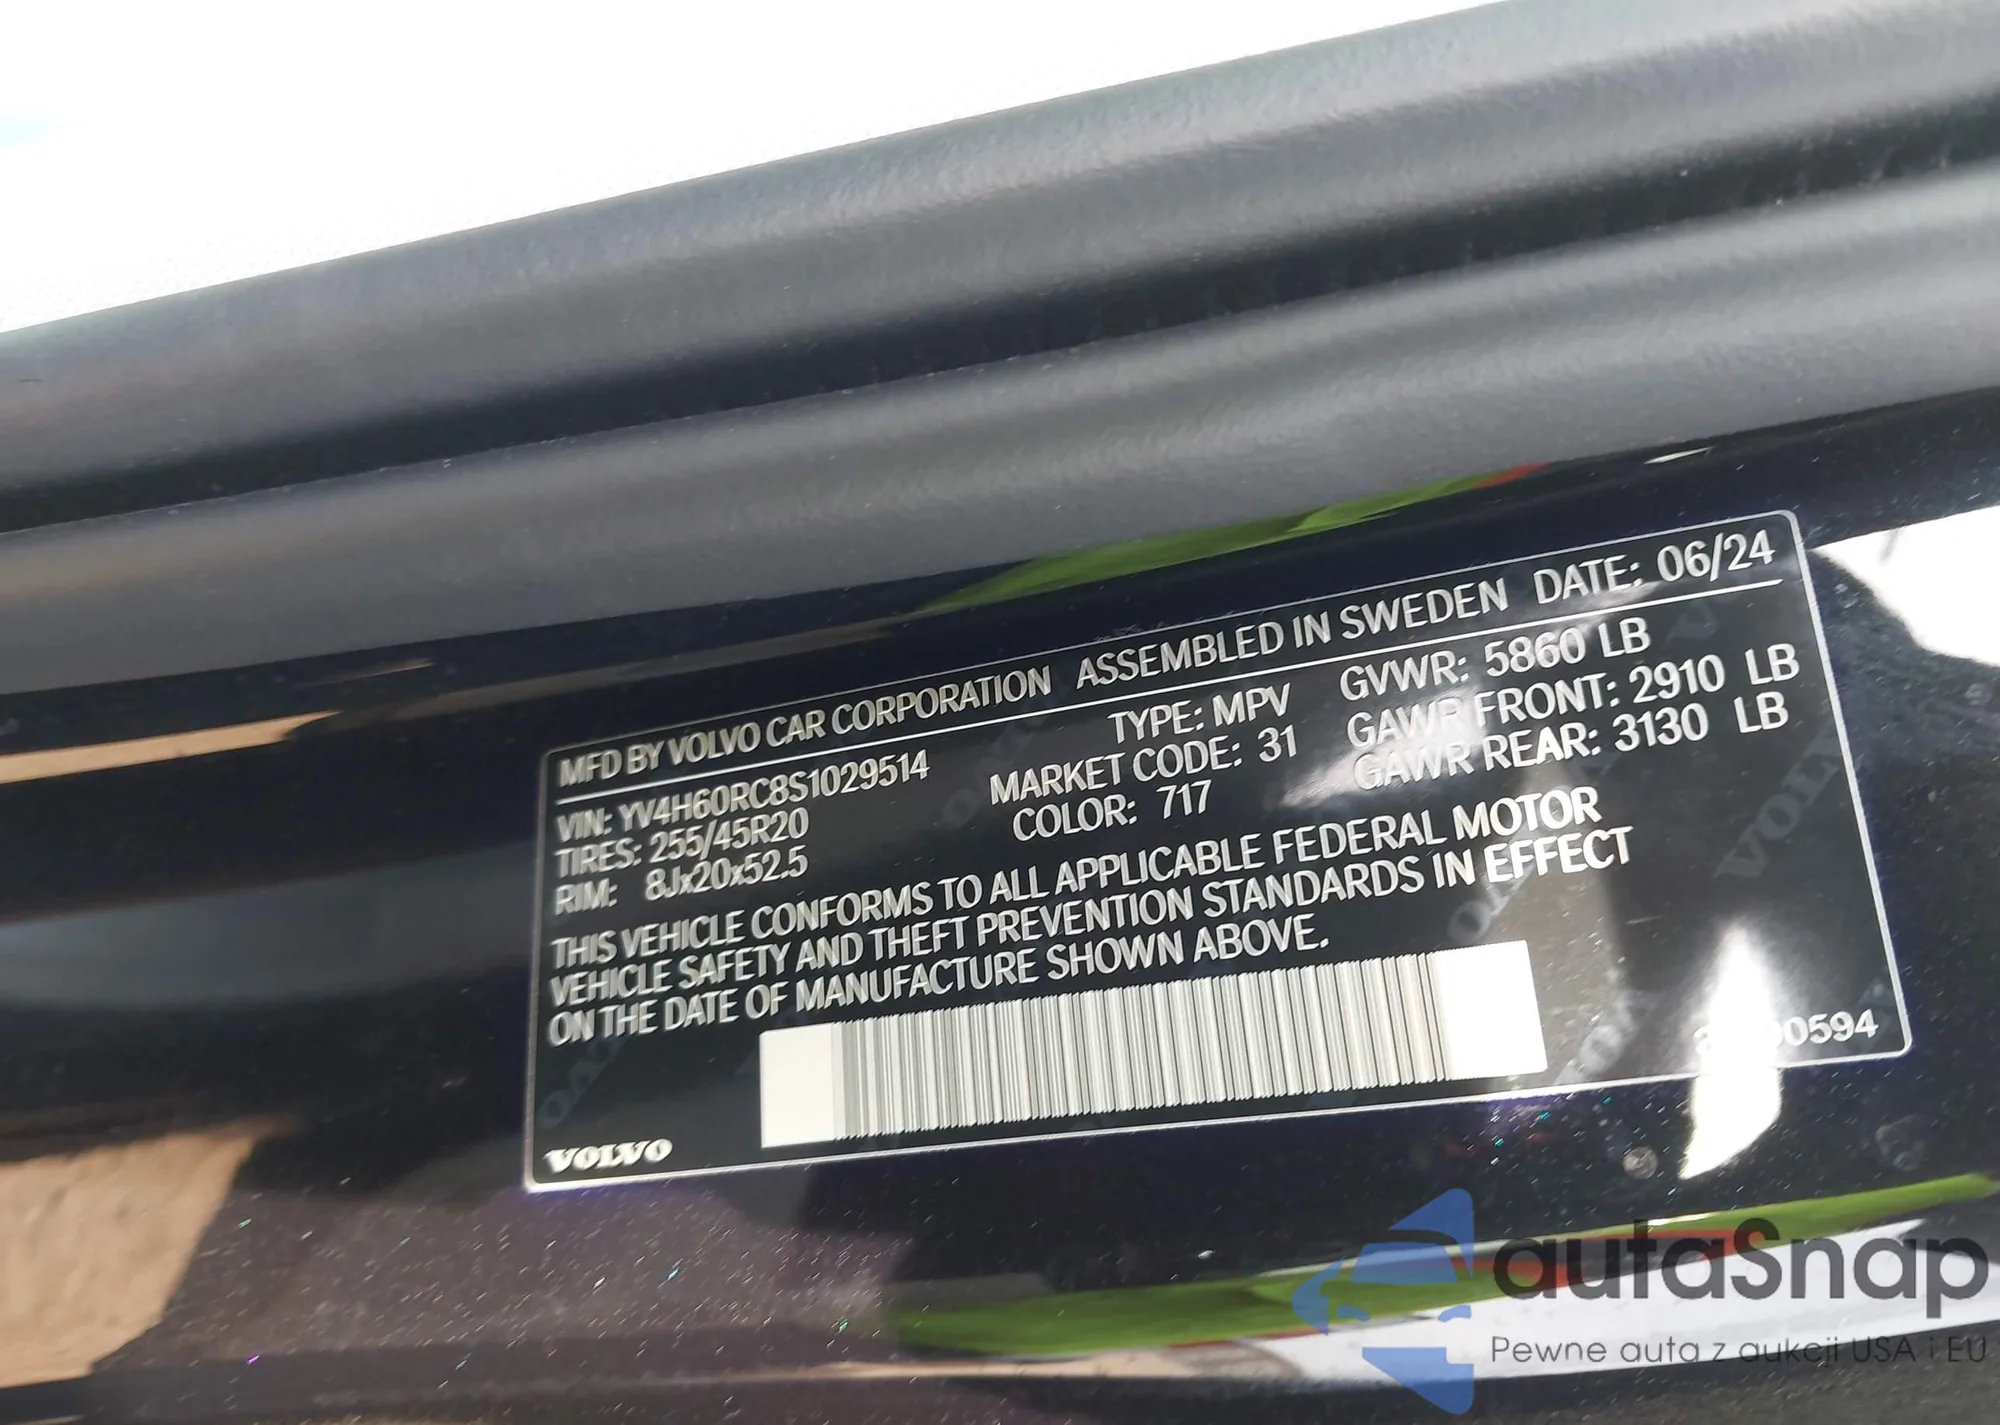 MFD BY VOLVO CAR CORPORATION ASSEMBLED IN SWEDEN DATE: 06/24
VIN: YV4H60RC8S1029514 TYPE: MPV GVWR: 5860 LB
TIRES: 255/45R20 MARKET CODE: 31 GAWR FRONT: 2910 LB
RIM: 8Jx20x52.5 COLOR: 717 GAWR REAR: 3130 LB
THIS VEHICLE CONFORMS TO ALL APPLICABLE FEDERAL MOTOR
VEHICLE SAFETY AND THEFT PREVENTION STANDARDS IN EFFECT
ON THE DATE OF MANUFACTURE SHOWN ABOVE.
VOLVO
autaSnap
Pewne auta z aukcji USA i EU